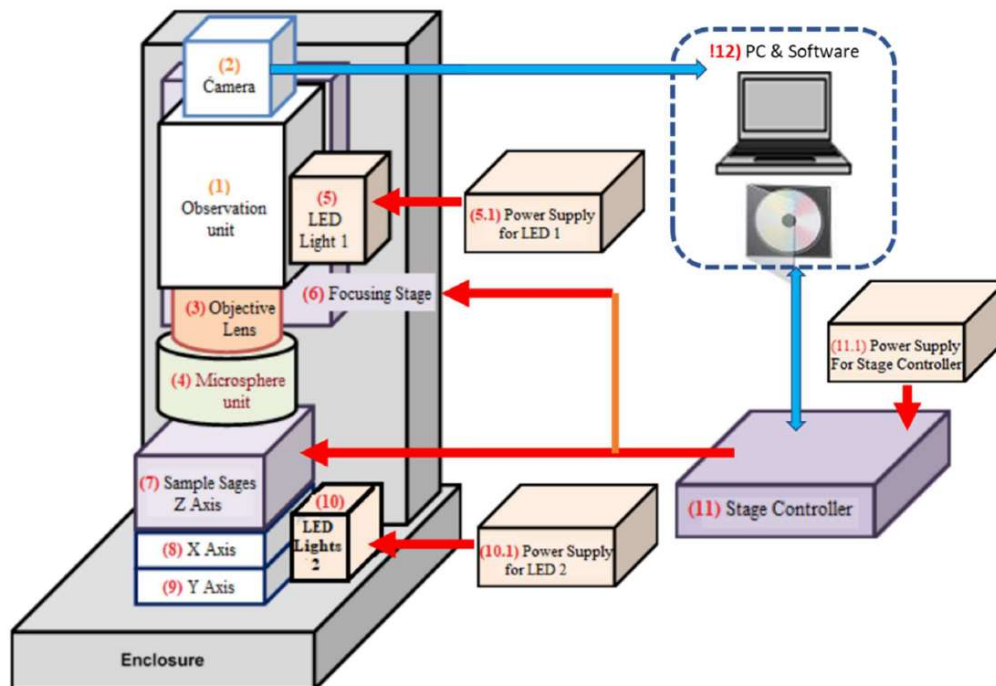 (2)
Camera
!12) PC & Software
(1)
Observation
unit
(5)
LED
Light 1
(5.1) Power Supply
for LED 1
(6) Focusing Stage
(3) Objective
Lens
(11.1) Power Supply
For Stage Controller
(4) Microsphere
unit
(7) Sample Sages
Z Axis
(10)
LED
Lights
2
(11) Stage Controller
(8) X Axis
(10.1) Power Supply
for LED 2
(9) Y Axis
Enclosure